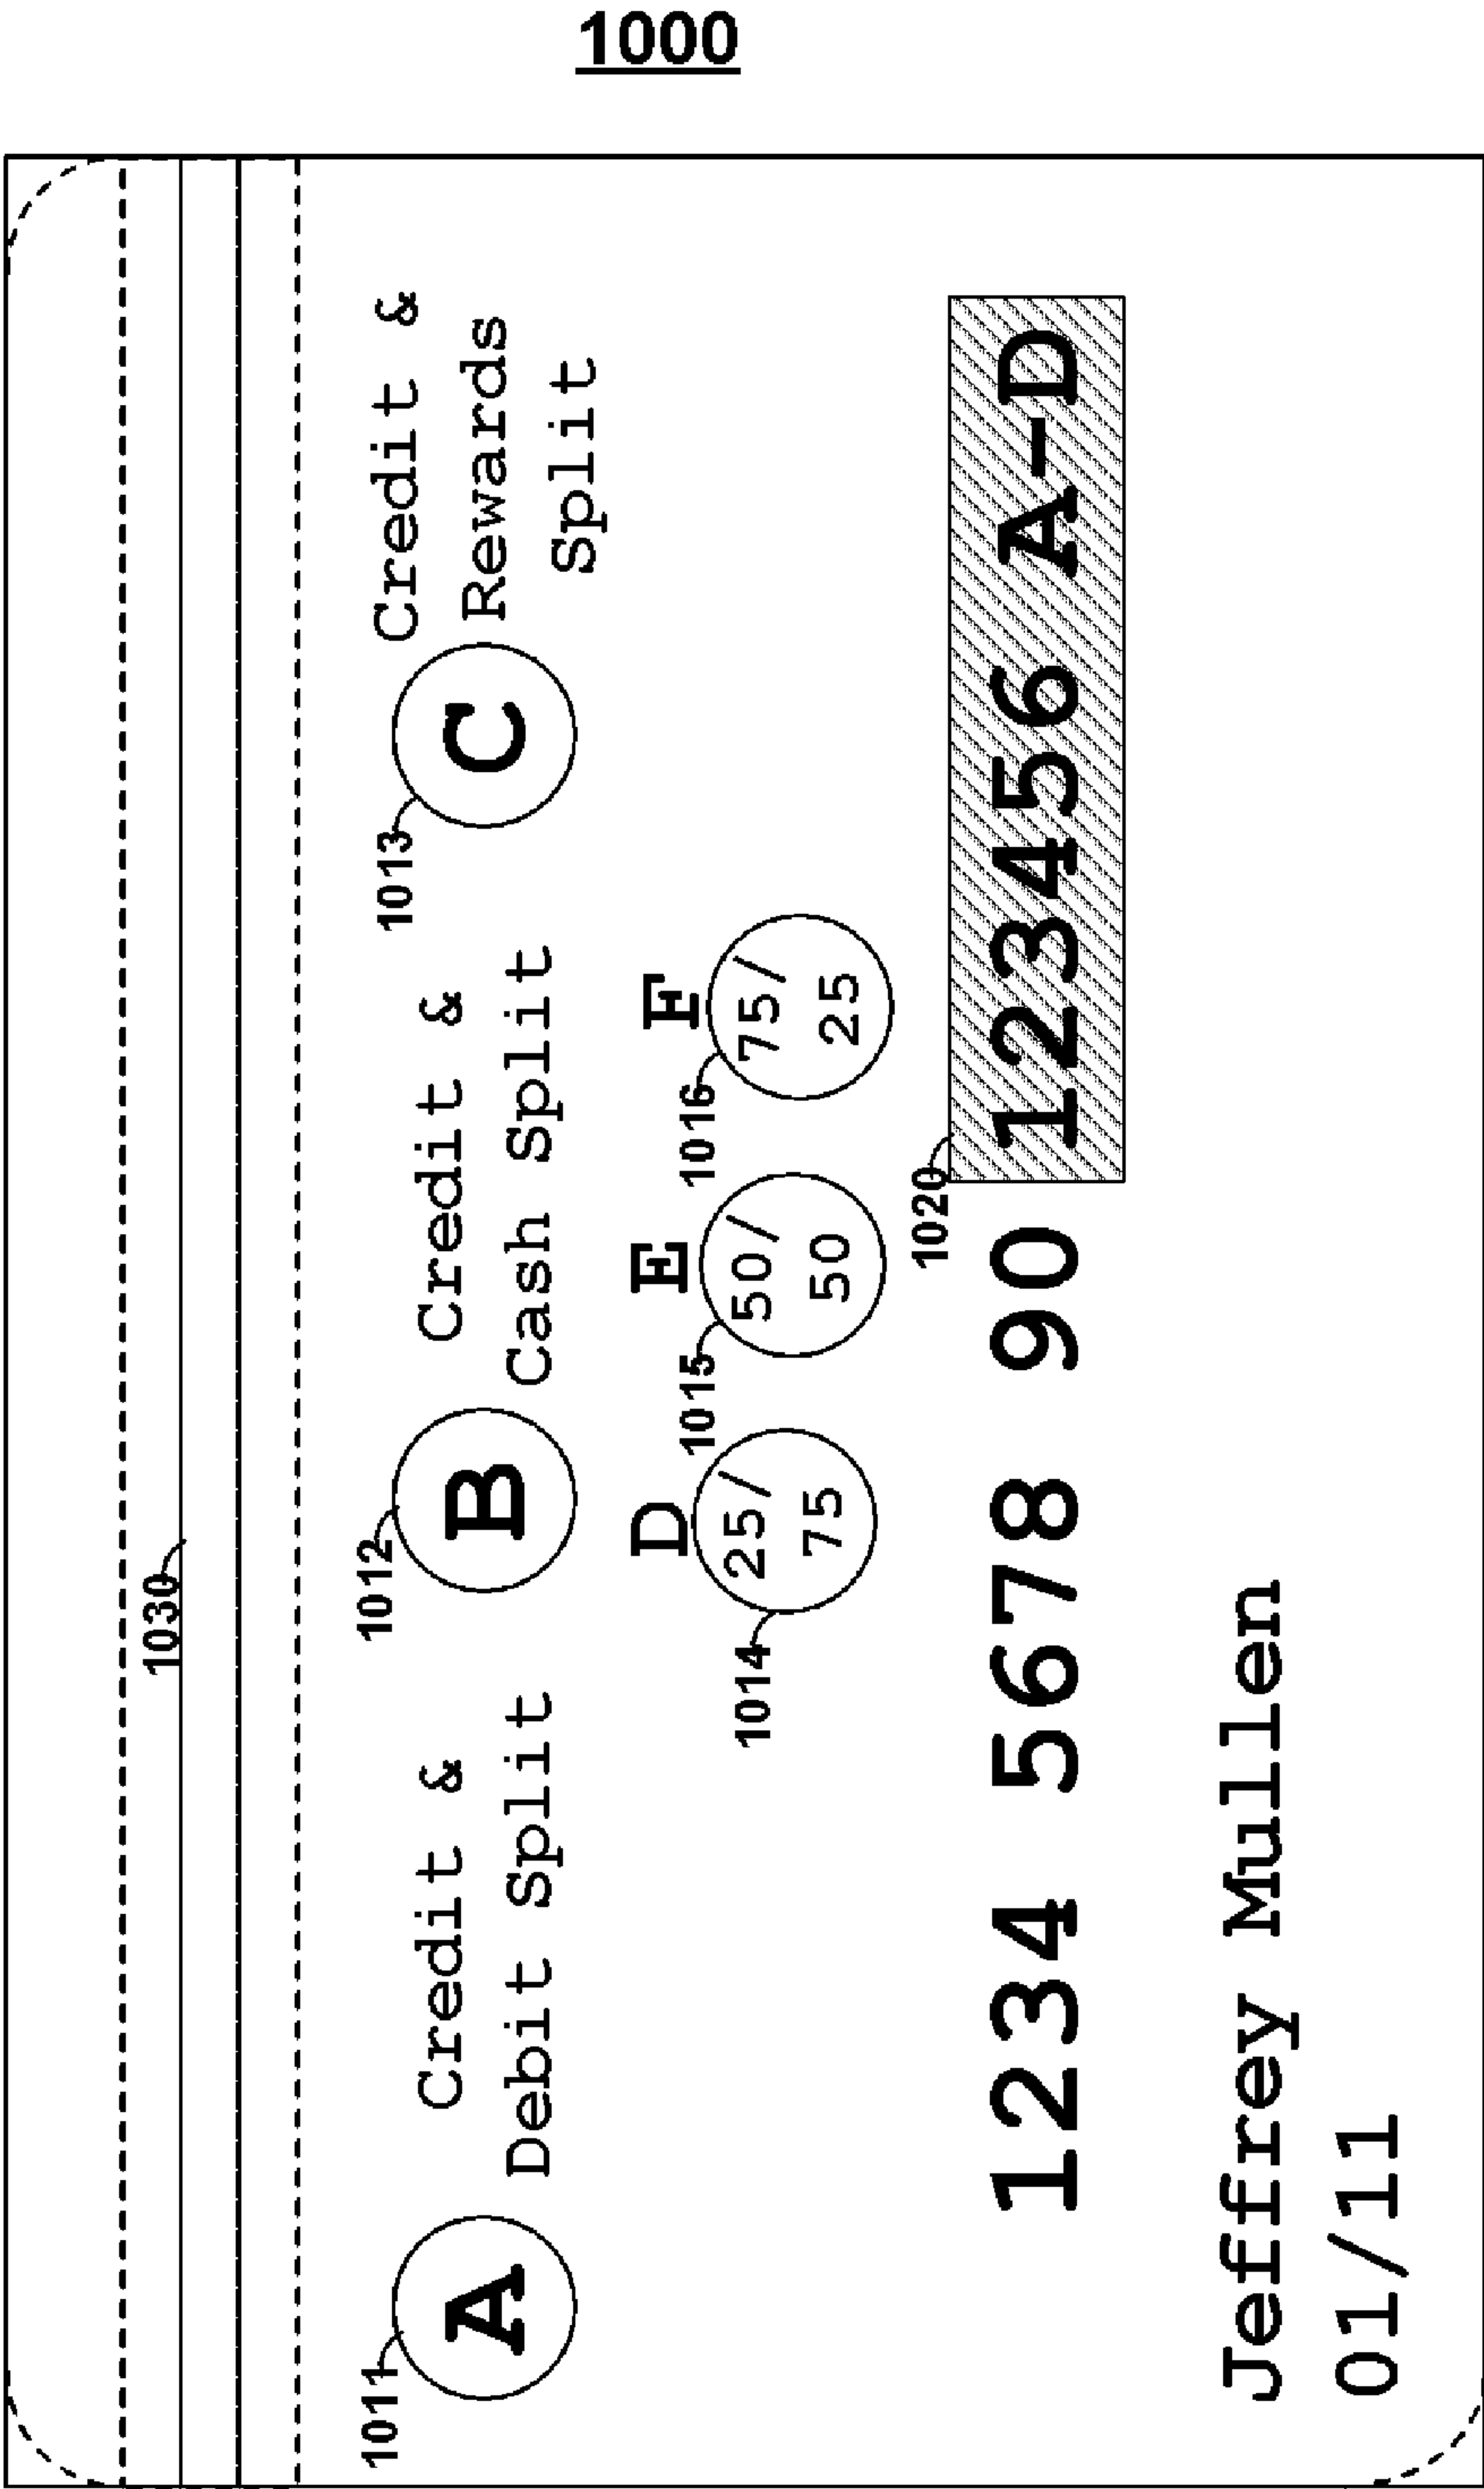 1000
1030
1011
A
Credit &
Debit Split
1012
B
Credit &
Cash Split
1013
C
Credit &
Rewards
Split
1014
D
25/
75
1015
E
50/
50
1016
F
75/
25
1020
1234 5678 90 123456 A-D
Jeffrey Mullen
01/11